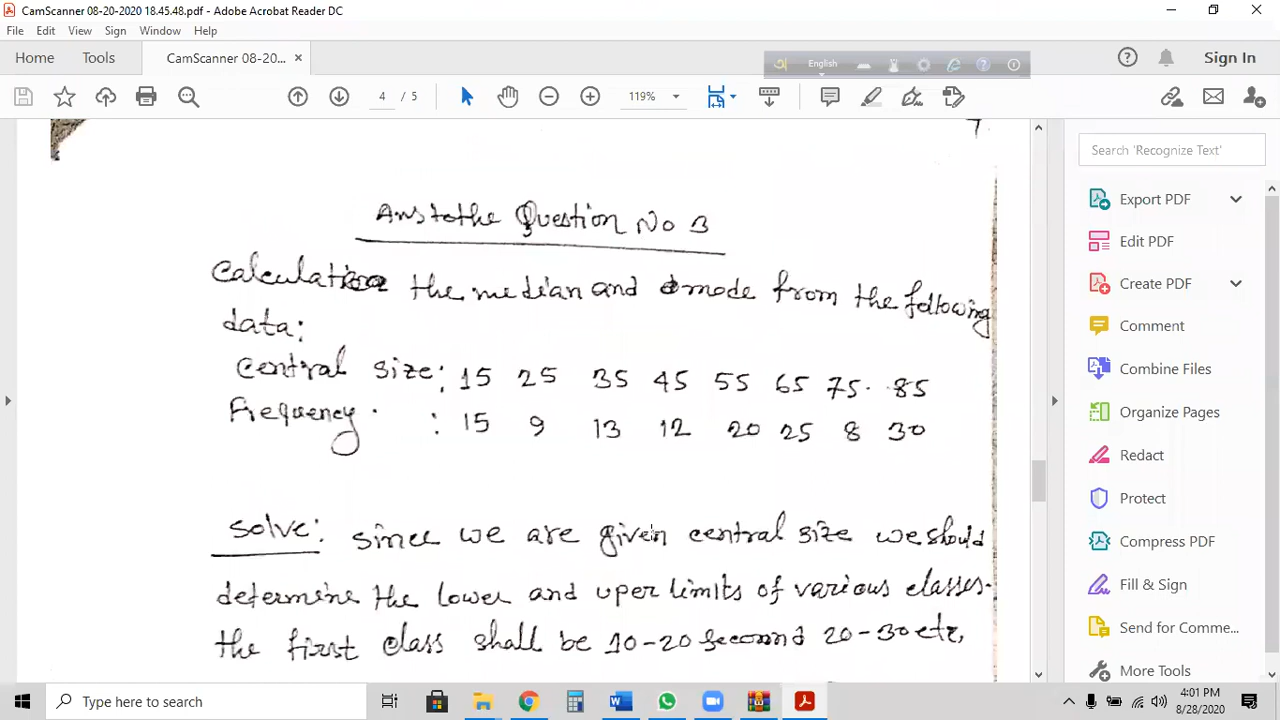 CamScanner 08-20-2020 18.45.48.pdf - Adobe Acrobat Reader DC
File Edit View Sign Window Help
Home Tools CamScanner 08-20... × English Sign In
4 / 5 119%
Ans to the Question No 3
Calculation the median and mode from the following
data:
Central size: 15 25 35 45 55 65 75 85
Frequency : 15 9 13 12 20 25 8 30
Solve: Since we are given central size we should
determine the lower and uper limits of various classes.
the first class shall be 10-20 second 20-30 etc,
Search 'Recognize Text'
Export PDF
Edit PDF
Create PDF
Comment
Combine Files
Organize Pages
Redact
Protect
Compress PDF
Fill & Sign
Send for Comme...
More Tools
Type here to search
4:01 PM
8/28/2020